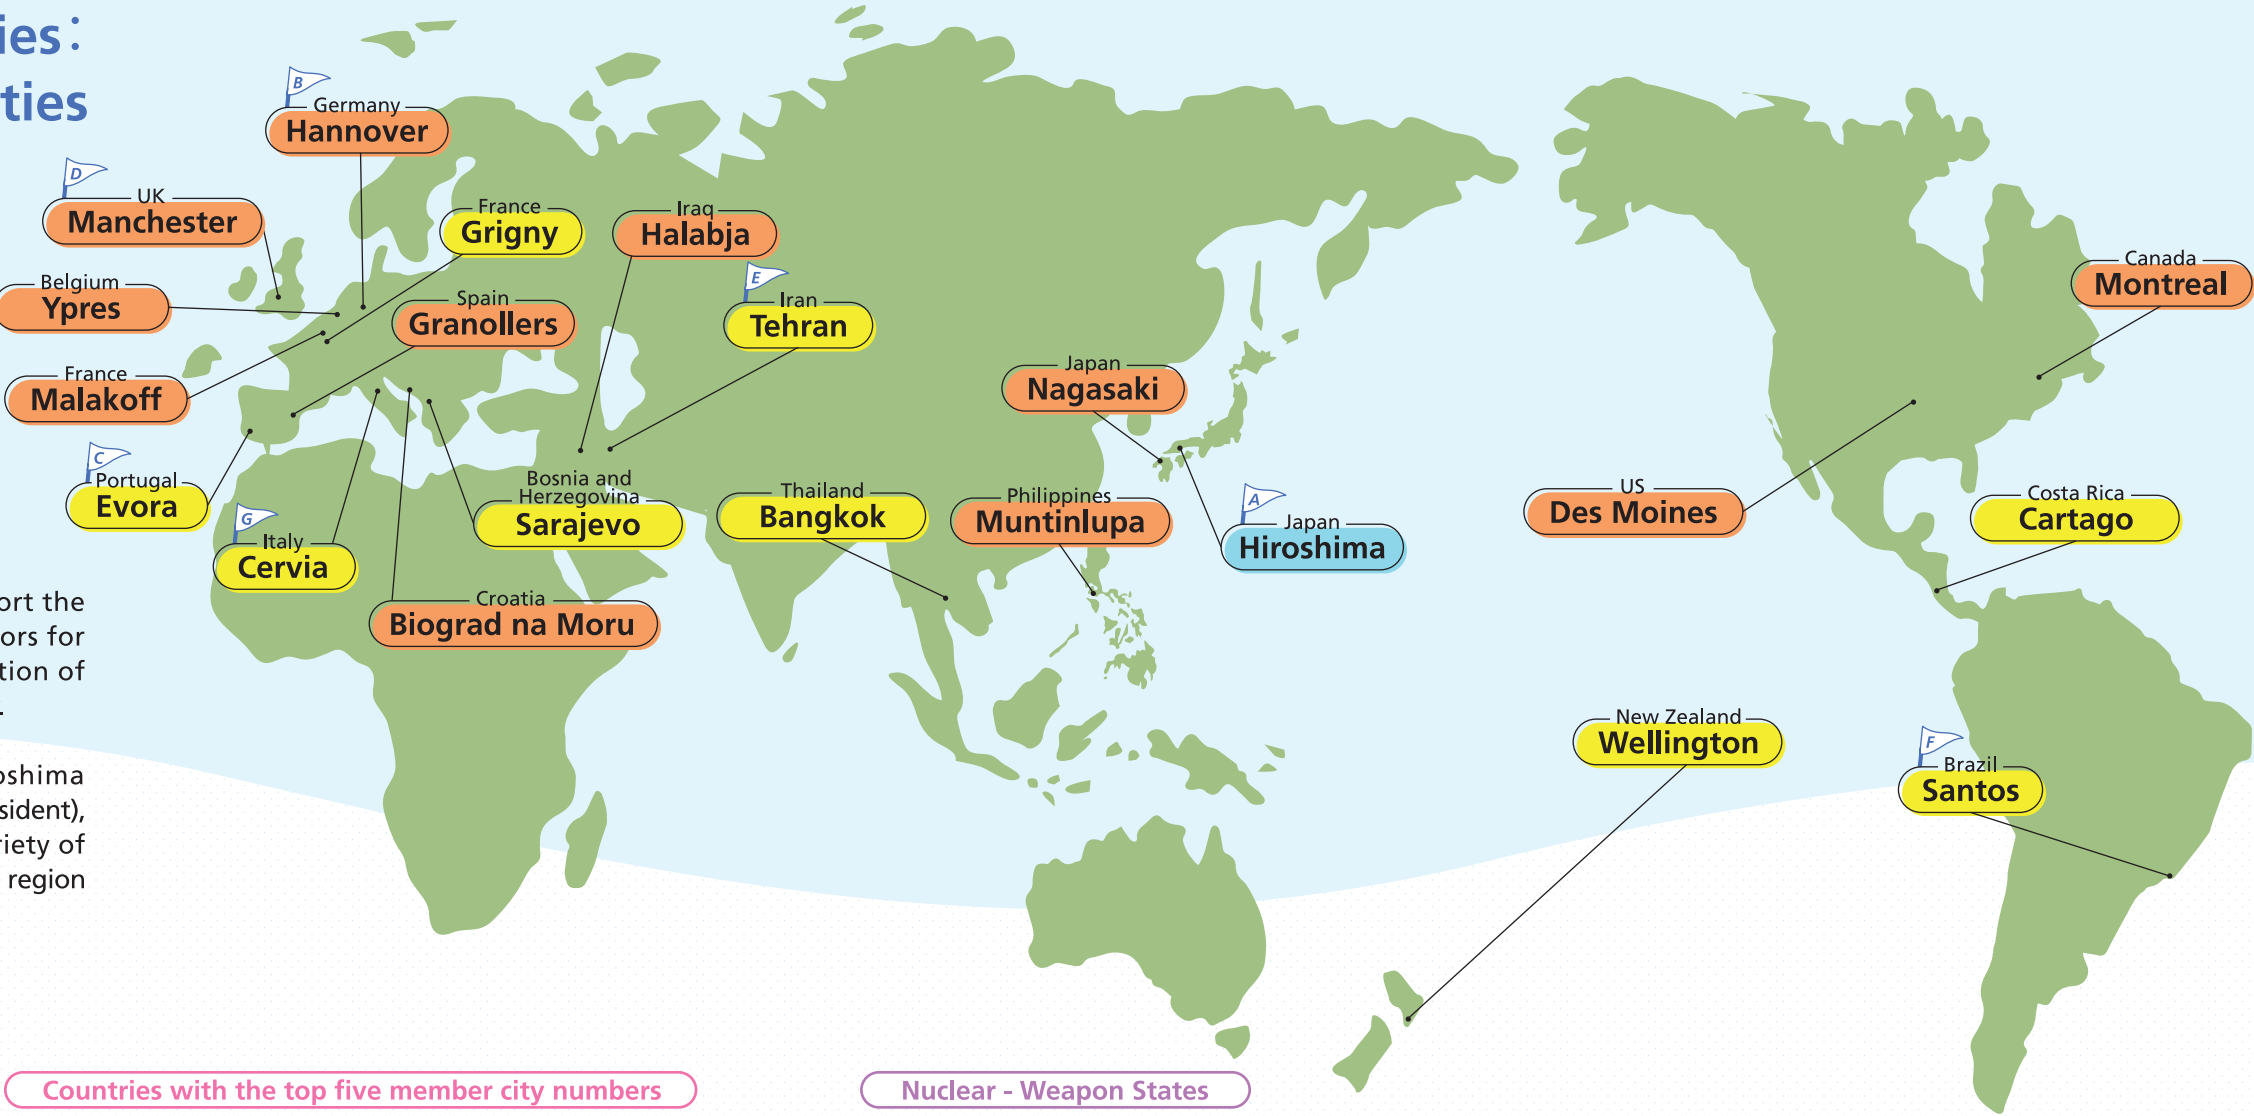 ies:
ties
B
Germany
Hannover
D
UK
Manchester
France
Grigny
Iraq
Halabja
Belgium
Ypres
Spain
Granollers
E
Iran
Tehran
Canada
Montreal
France
Malakoff
Japan
Nagasaki
C
Portugal
Evora
Bosnia and
Herzegovina
Sarajevo
Thailand
Bangkok
Philippines
Muntinlupa
A
Japan
Hiroshima
US
Des Moines
Costa Rica
Cartago
G
Italy
Cervia
Croatia
Biograd na Moru
ort the
ors for
tion of
.
New Zealand
Wellington
F
Brazil
Santos
oshima
sident),
riety of
region
Countries with the top five member city numbers
Nuclear - Weapon States